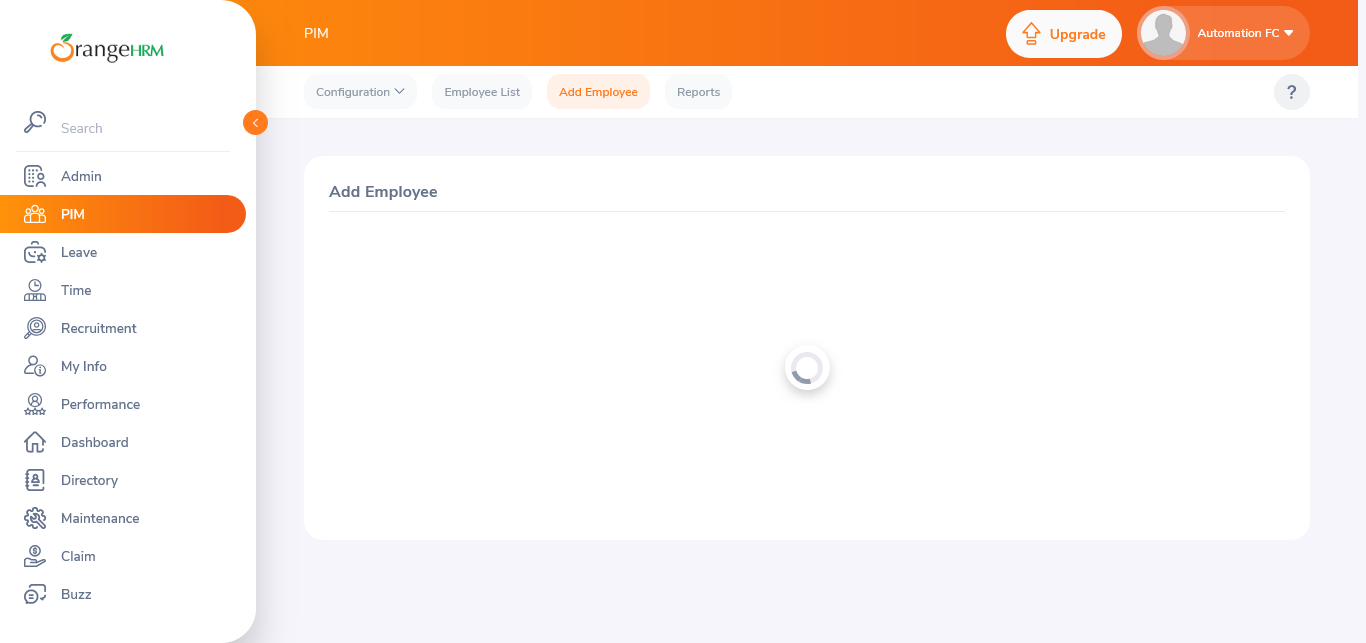 OrangeHRM
PIM
Upgrade
Automation FC
Configuration
Employee List
Add Employee
Reports
?
Search
Admin
PIM
Leave
Time
Recruitment
My Info
Performance
Dashboard
Directory
Maintenance
Claim
Buzz
Add Employee